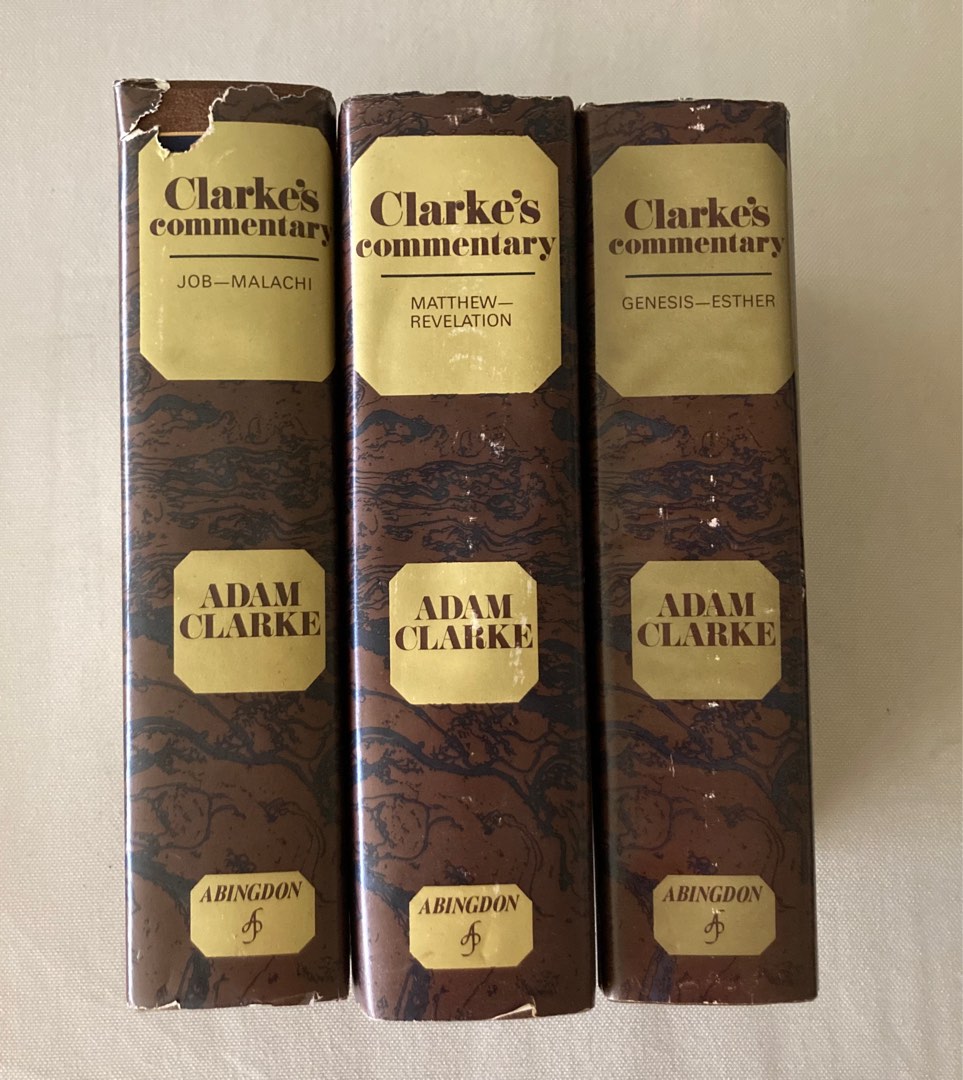 Clarke's
commentary
JOB—MALACHI
ADAM
CLARKE
ABINGDON
Clarke's
commentary
MATTHEW—
REVELATION
ADAM
CLARKE
ABINGDON
Clarke's
commentary
GENESIS—ESTHER
ADAM
CLARKE
ABINGDON